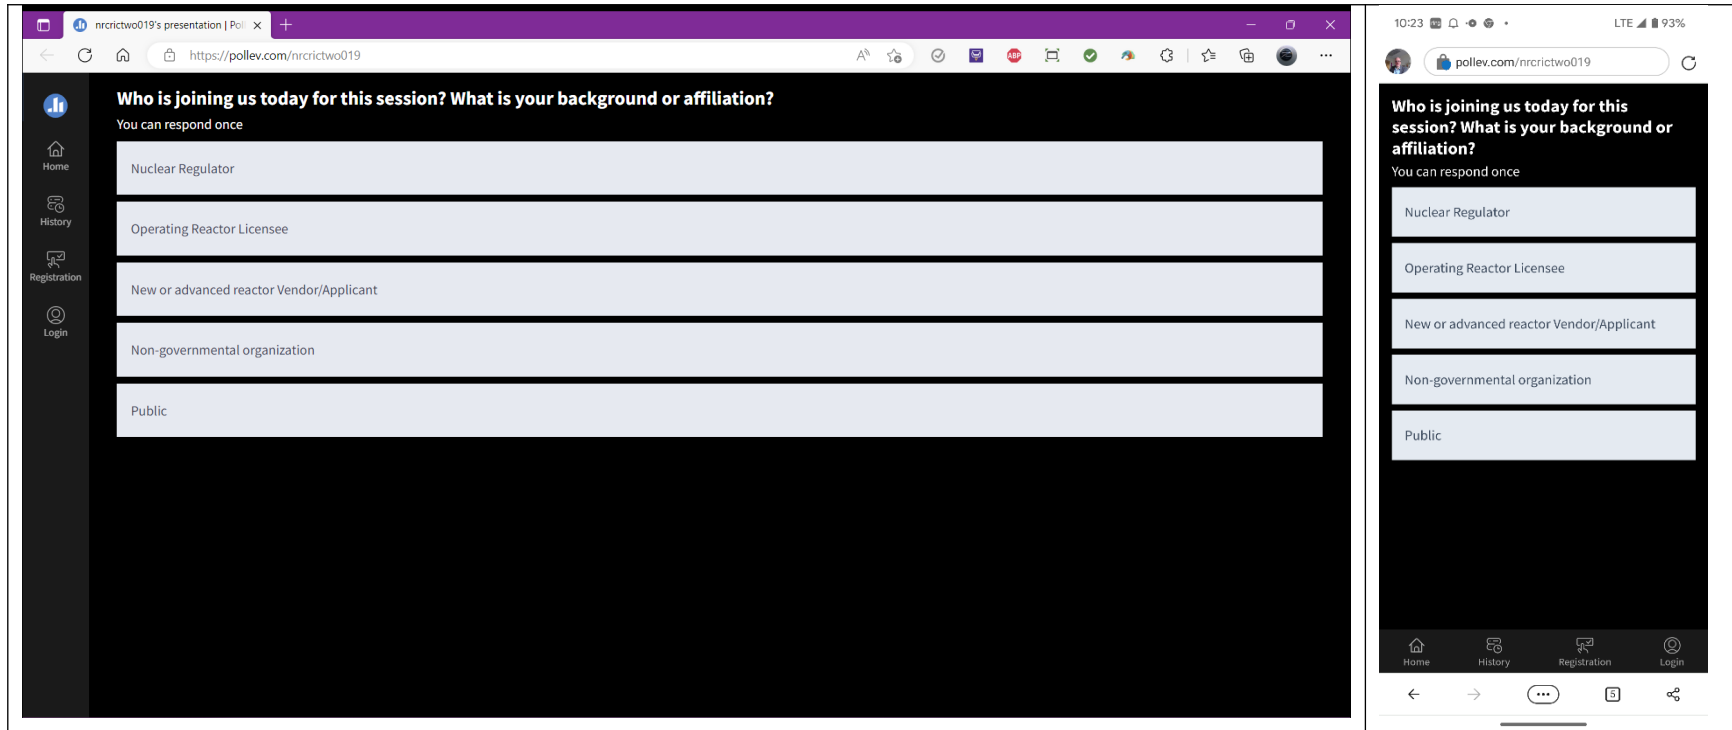 nrcrictwo019's presentation | Pol
https://pollev.com/nrcrictwo019
ABP
Home
History
Registration
Login
Who is joining us today for this session? What is your background or affiliation?
You can respond once
Nuclear Regulator
Operating Reactor Licensee
New or advanced reactor Vendor/Applicant
Non-governmental organization
Public
10:23
LTE
93%
pollev.com/nrcrictwo019
Who is joining us today for this
session? What is your background or
affiliation?
You can respond once
Nuclear Regulator
Operating Reactor Licensee
New or advanced reactor Vendor/Applicant
Non-governmental organization
Public
Home History Registration Login
5